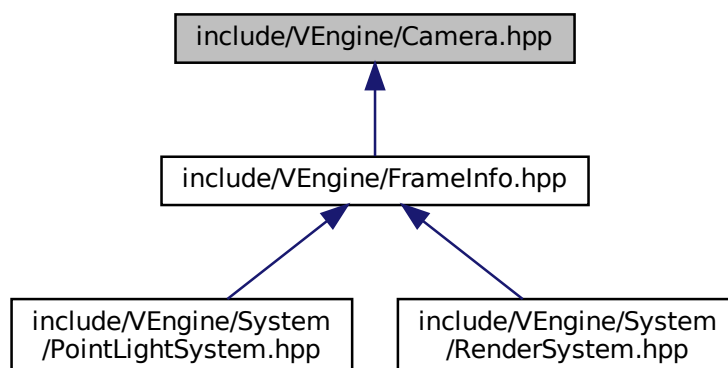 include/VEngine/Camera.hpp
include/VEngine/FrameInfo.hpp
include/VEngine/System
/PointLightSystem.hpp
include/VEngine/System
/RenderSystem.hpp